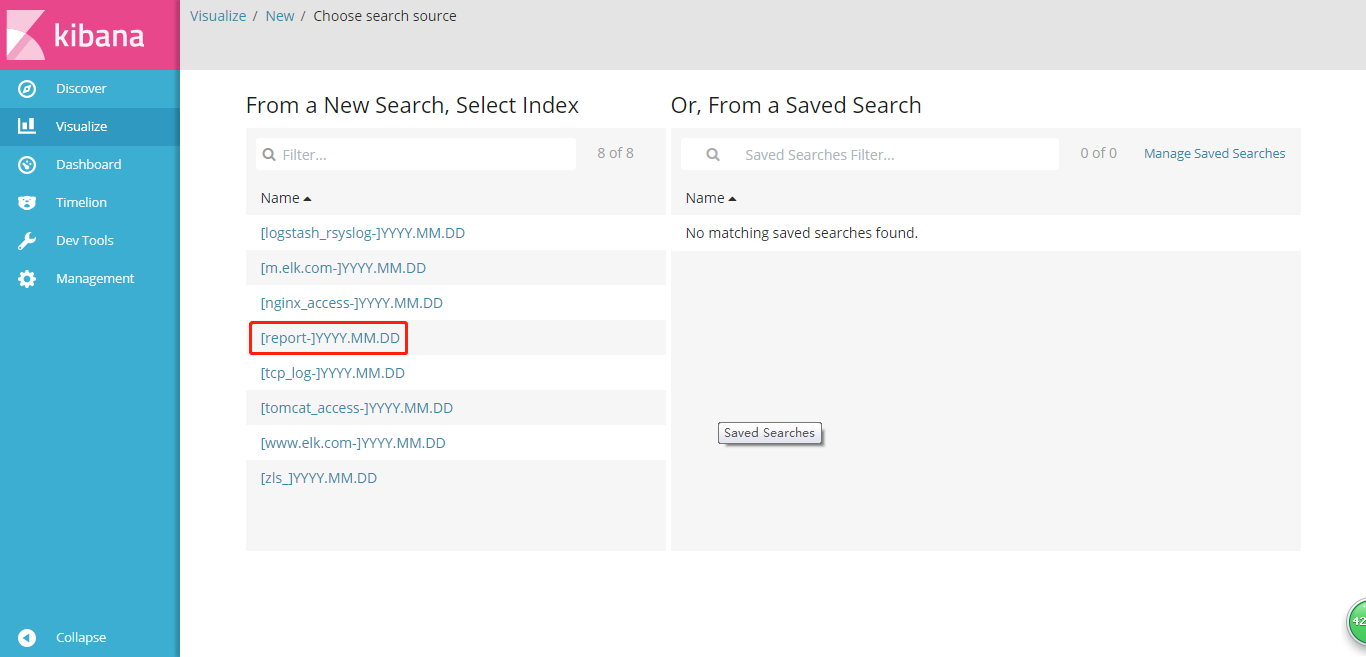 kibana
Discover
Visualize
Dashboard
Timelion
Dev Tools
Management
Collapse
Visualize / New / Choose search source
From a New Search, Select Index
Filter...
8 of 8
Name
[logstash_rsyslog-]YYYY.MM.DD
[m.elk.com-]YYYY.MM.DD
[nginx_access-]YYYY.MM.DD
[report-]YYYY.MM.DD
[tcp_log-]YYYY.MM.DD
[tomcat_access-]YYYY.MM.DD
[www.elk.com-]YYYY.MM.DD
[zls_]YYYY.MM.DD
Or, From a Saved Search
Saved Searches Filter...
0 of 0
Manage Saved Searches
Name
No matching saved searches found.
Saved Searches
42